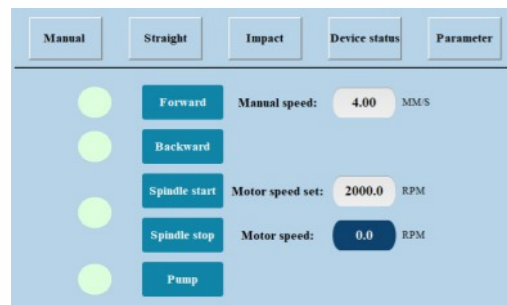 Manual Straight Impact Device status Parameter
Forward Manual speed: 4.00 MM/S
Backward
Spindle start Motor speed set: 2000.0 RPM
Spindle stop Motor speed: 0.0 RPM
Pump